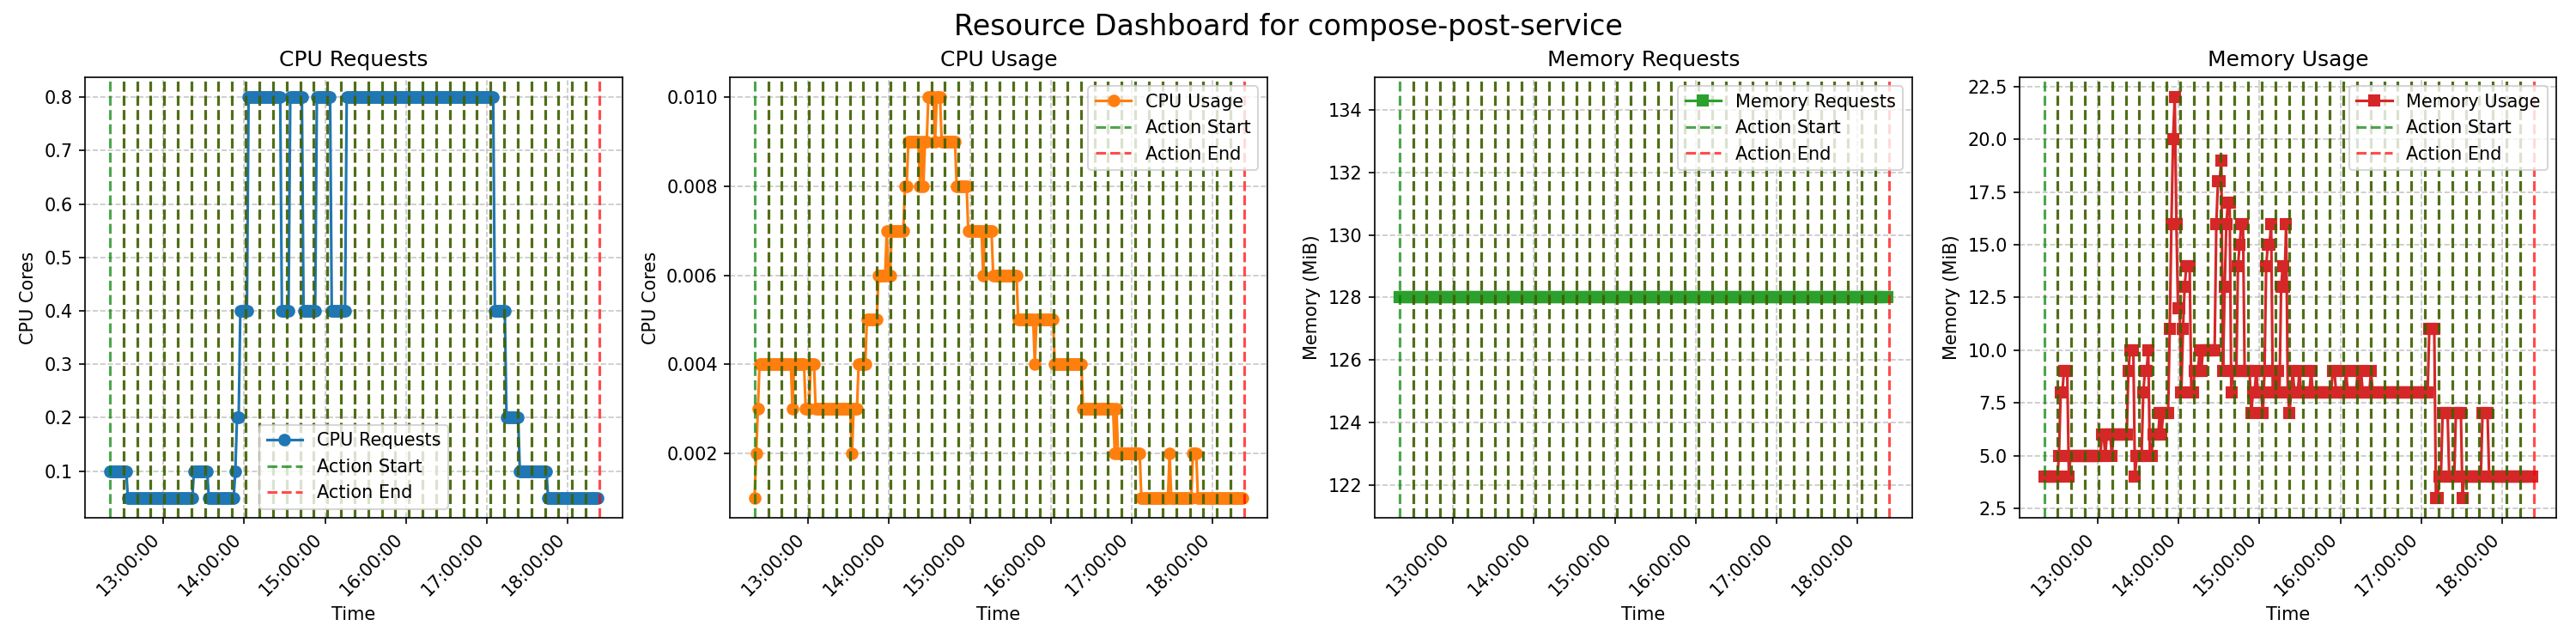 Resource Dashboard for compose-post-service
CPU Requests
CPU Cores
0.8
0.7
0.6
0.5
0.4
0.3
0.2
0.1
CPU Requests
Action Start
Action End
13:00:00
14:00:00
15:00:00
16:00:00
17:00:00
18:00:00
Time
CPU Usage
CPU Cores
0.010
0.008
0.006
0.004
0.002
CPU Usage
Action Start
Action End
13:00:00
14:00:00
15:00:00
16:00:00
17:00:00
18:00:00
Time
Memory Requests
Memory (MiB)
134
132
130
128
126
124
122
Memory Requests
Action Start
Action End
13:00:00
14:00:00
15:00:00
16:00:00
17:00:00
18:00:00
Time
Memory Usage
Memory (MiB)
22.5
20.0
17.5
15.0
12.5
10.0
7.5
5.0
2.5
Memory Usage
Action Start
Action End
13:00:00
14:00:00
15:00:00
16:00:00
17:00:00
18:00:00
Time